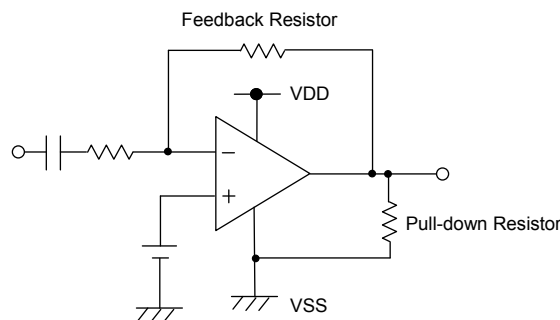 Feedback Resistor
VDD
−
+
Pull-down Resistor
VSS